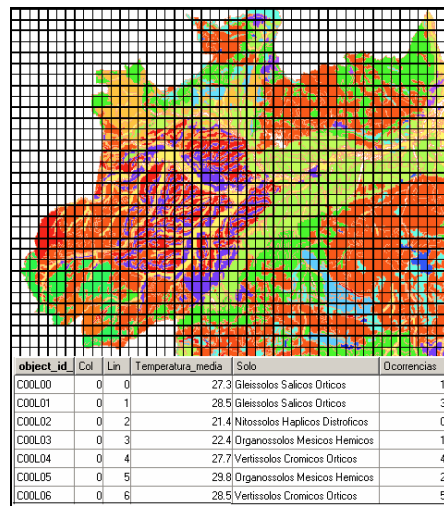 object_id_ Col Lin Temperatura_media Solo Ocorrencias
C00L00 0 0 27.3 Gleissolos Salicos Orticos 1
C00L01 0 1 28.5 Gleissolos Salicos Orticos 3
C00L02 0 2 21.4 Nitossolos Haplicos Distroficos 0
C00L03 0 3 22.4 Organossolos Mesicos Hemicos 1
C00L04 0 4 27.7 Vertissolos Cromicos Orticos 4
C00L05 0 5 29.8 Organossolos Mesicos Hemicos 2
C00L06 0 6 28.5 Vertissolos Cromicos Orticos 5